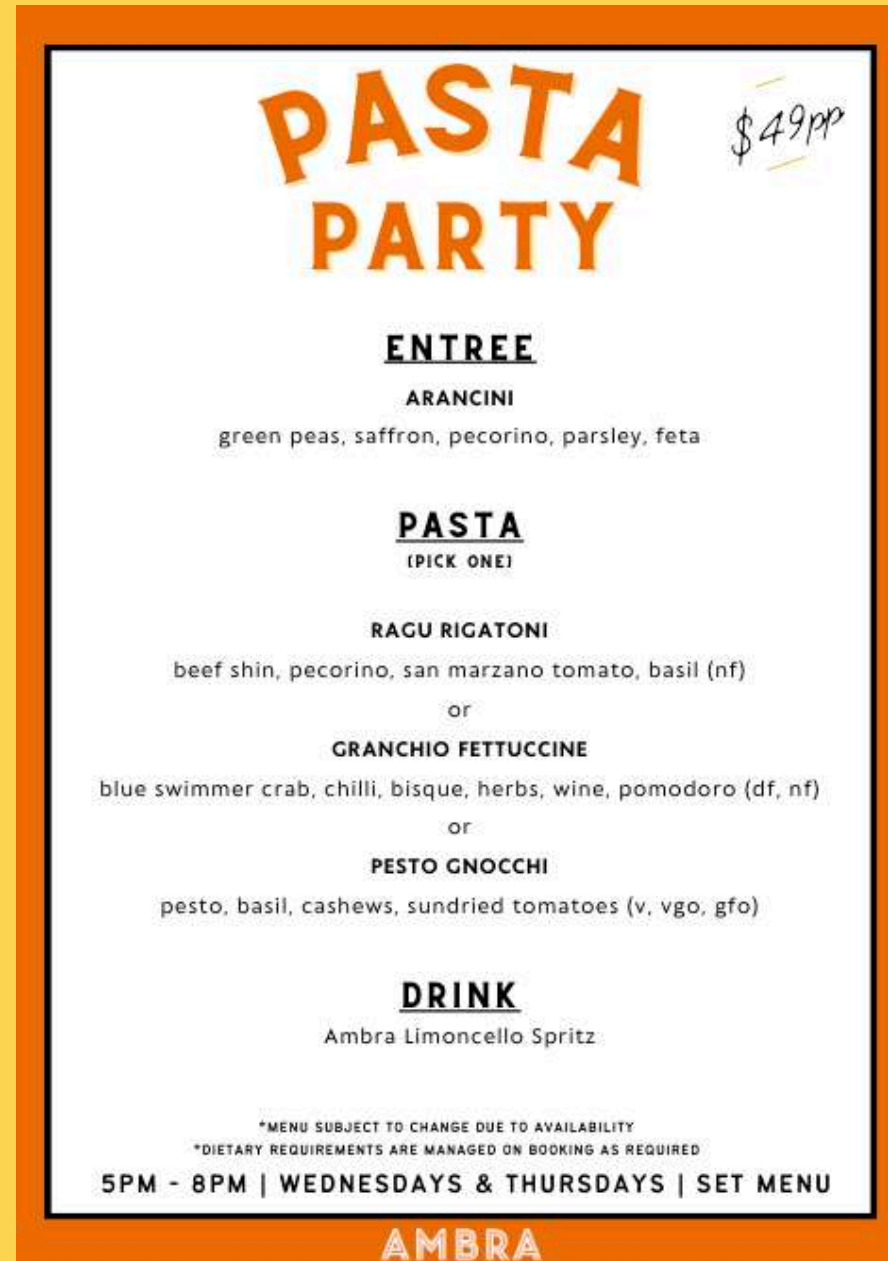 PASTA
PARTY
$49pp
ENTREE
ARANCINI
green peas, saffron, pecorino, parsley, feta
PASTA
(PICK ONE)
RAGU RIGATONI
beef shin, pecorino, san marzano tomato, basil (nf)
or
GRANCHIO FETTUCCINE
blue swimmer crab, chilli, bisque, herbs, wine, pomodoro (df, nf)
or
PESTO GNOCCHI
pesto, basil, cashews, sundried tomatoes (v, vgo, gfo)
DRINK
Ambra Limoncello Spritz
*MENU SUBJECT TO CHANGE DUE TO AVAILABILITY
*DIETARY REQUIREMENTS ARE MANAGED ON BOOKING AS REQUIRED
5PM - 8PM | WEDNESDAYS & THURSDAYS | SET MENU
AMBRA